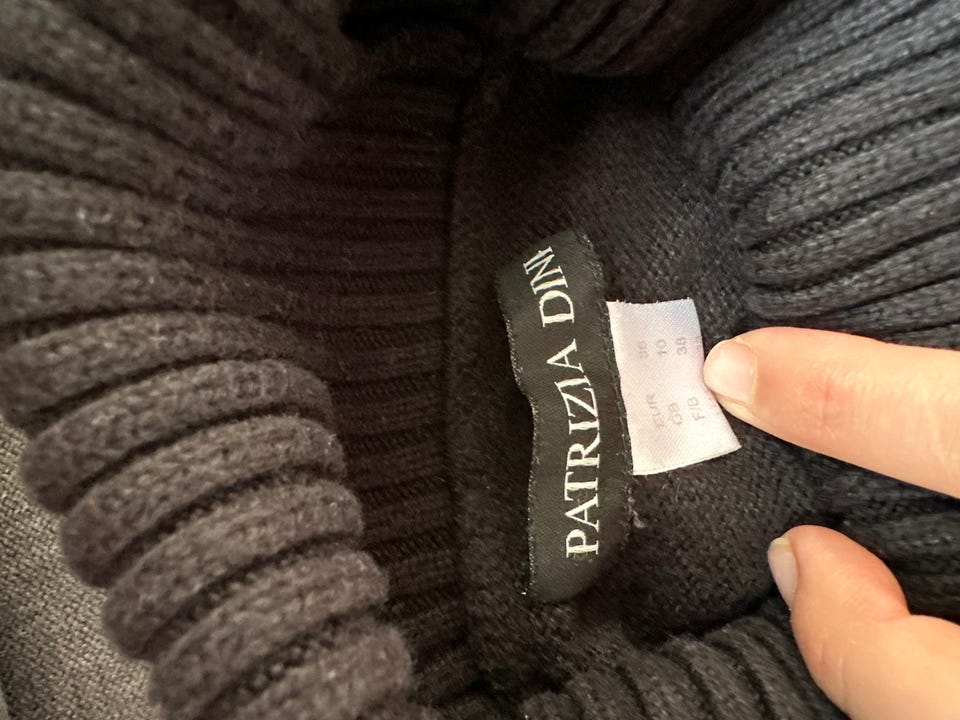 PATRIZIA DINI
EUR 36
GB 10
F/B 38